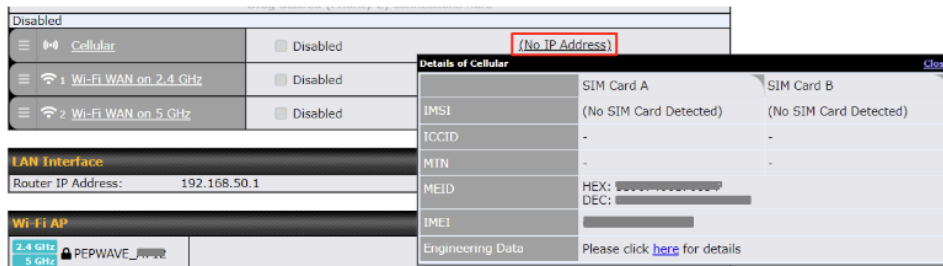 Disabled
Cellular
Disabled
(No IP Address)
1 Wi-Fi WAN on 2.4 GHz
Disabled
2 Wi-Fi WAN on 5 GHz
Disabled
LAN Interface
Router IP Address: 192.168.50.1
Wi-Fi AP
2.4 GHz
5 GHz
PEPWAVE_
Details of Cellular
Clos
SIM Card A SIM Card B
IMSI (No SIM Card Detected) (No SIM Card Detected)
ICCID - -
MTN - -
MEID HEX:
DEC:
IMEI
Engineering Data Please click here for details